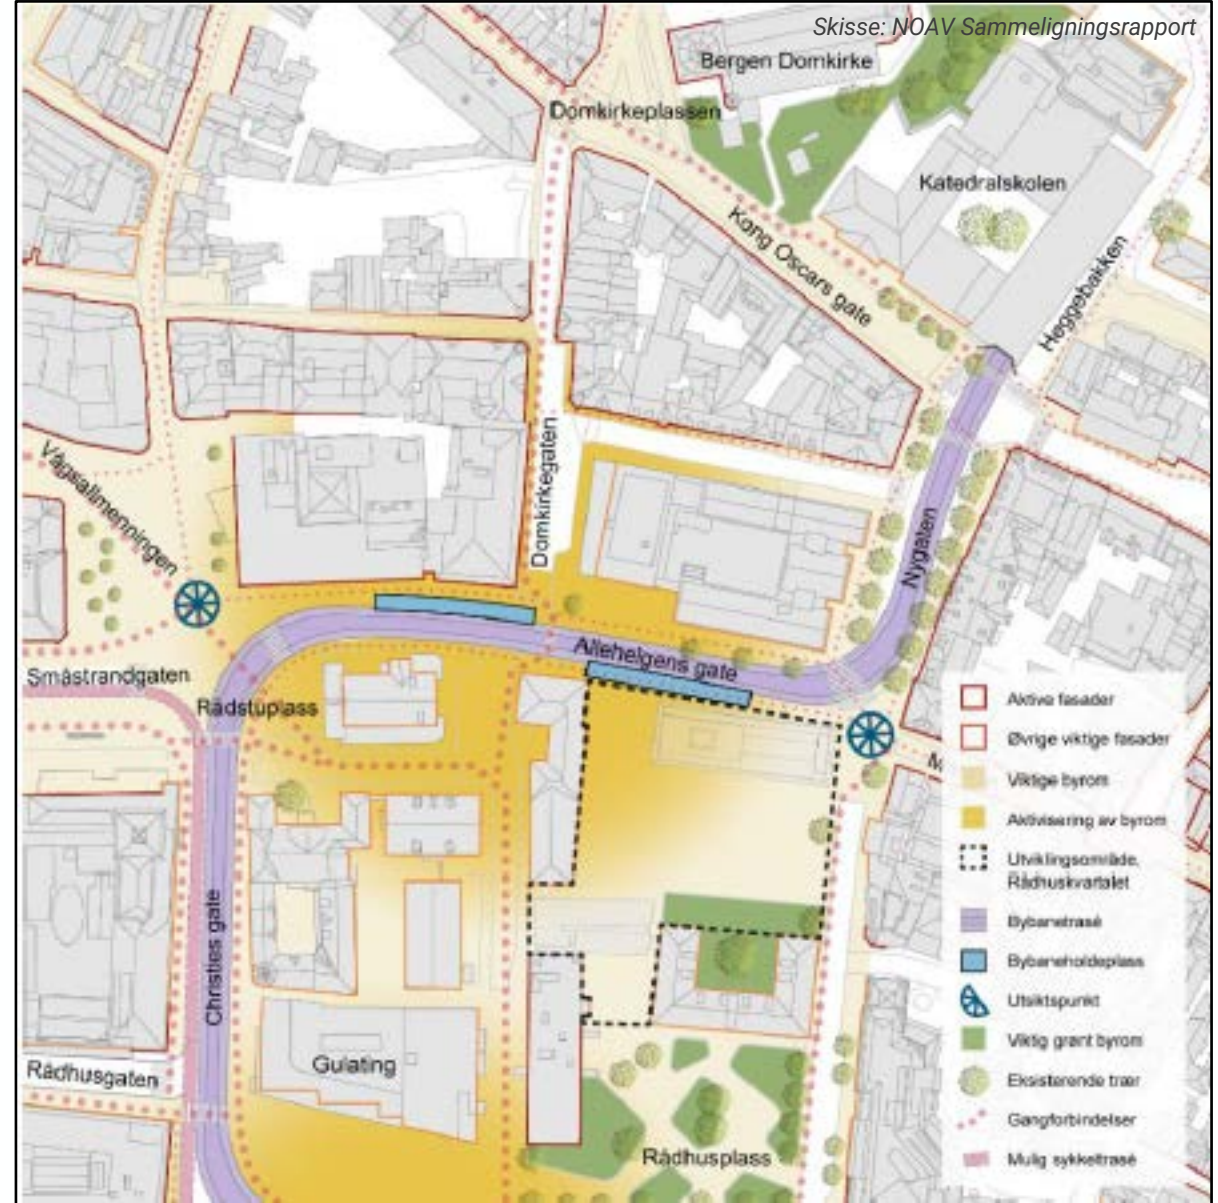 Skisse: NOAV Sammeligningsrapport
Bergen Domkirke
Domkirkeplassen
Katedralskolen
Kong Oscars gate
Heggebakken
Domkirkegaten
Vågsallmenningen
Nygaten
Allehelgens gate
Småstrandgaten
Rådstuplass
Christies gate
Gulating
Rådhusgaten
Rådhusplass
M
Aktive fasader
Øvrige viktige fasader
Viktige byrom
Aktivisering av byrom
Utviklingsområde,
Rådhuskvartalet
Bybanetrasé
Bybaneholdeplass
Utsiktspunkt
Viktig grønt byrom
Eksisterende trær
Gangforbindelser
Mulig sykkeltrasé